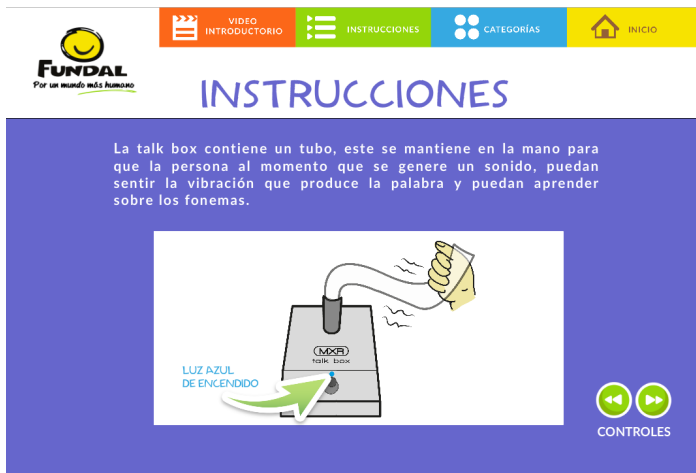 FUNDAL
Por un mundo más humano
VIDEO
INTRODUCTORIO
INSTRUCCIONES
CATEGORÍAS
INICIO
INSTRUCCIONES
La talk box contiene un tubo, este se mantiene en la mano para
que la persona al momento que se genere un sonido, puedan
sentir la vibración que produce la palabra y puedan aprender
sobre los fonemas.
MXR
talk box
LUZ AZUL
DE ENCENDIDO
CONTROLES